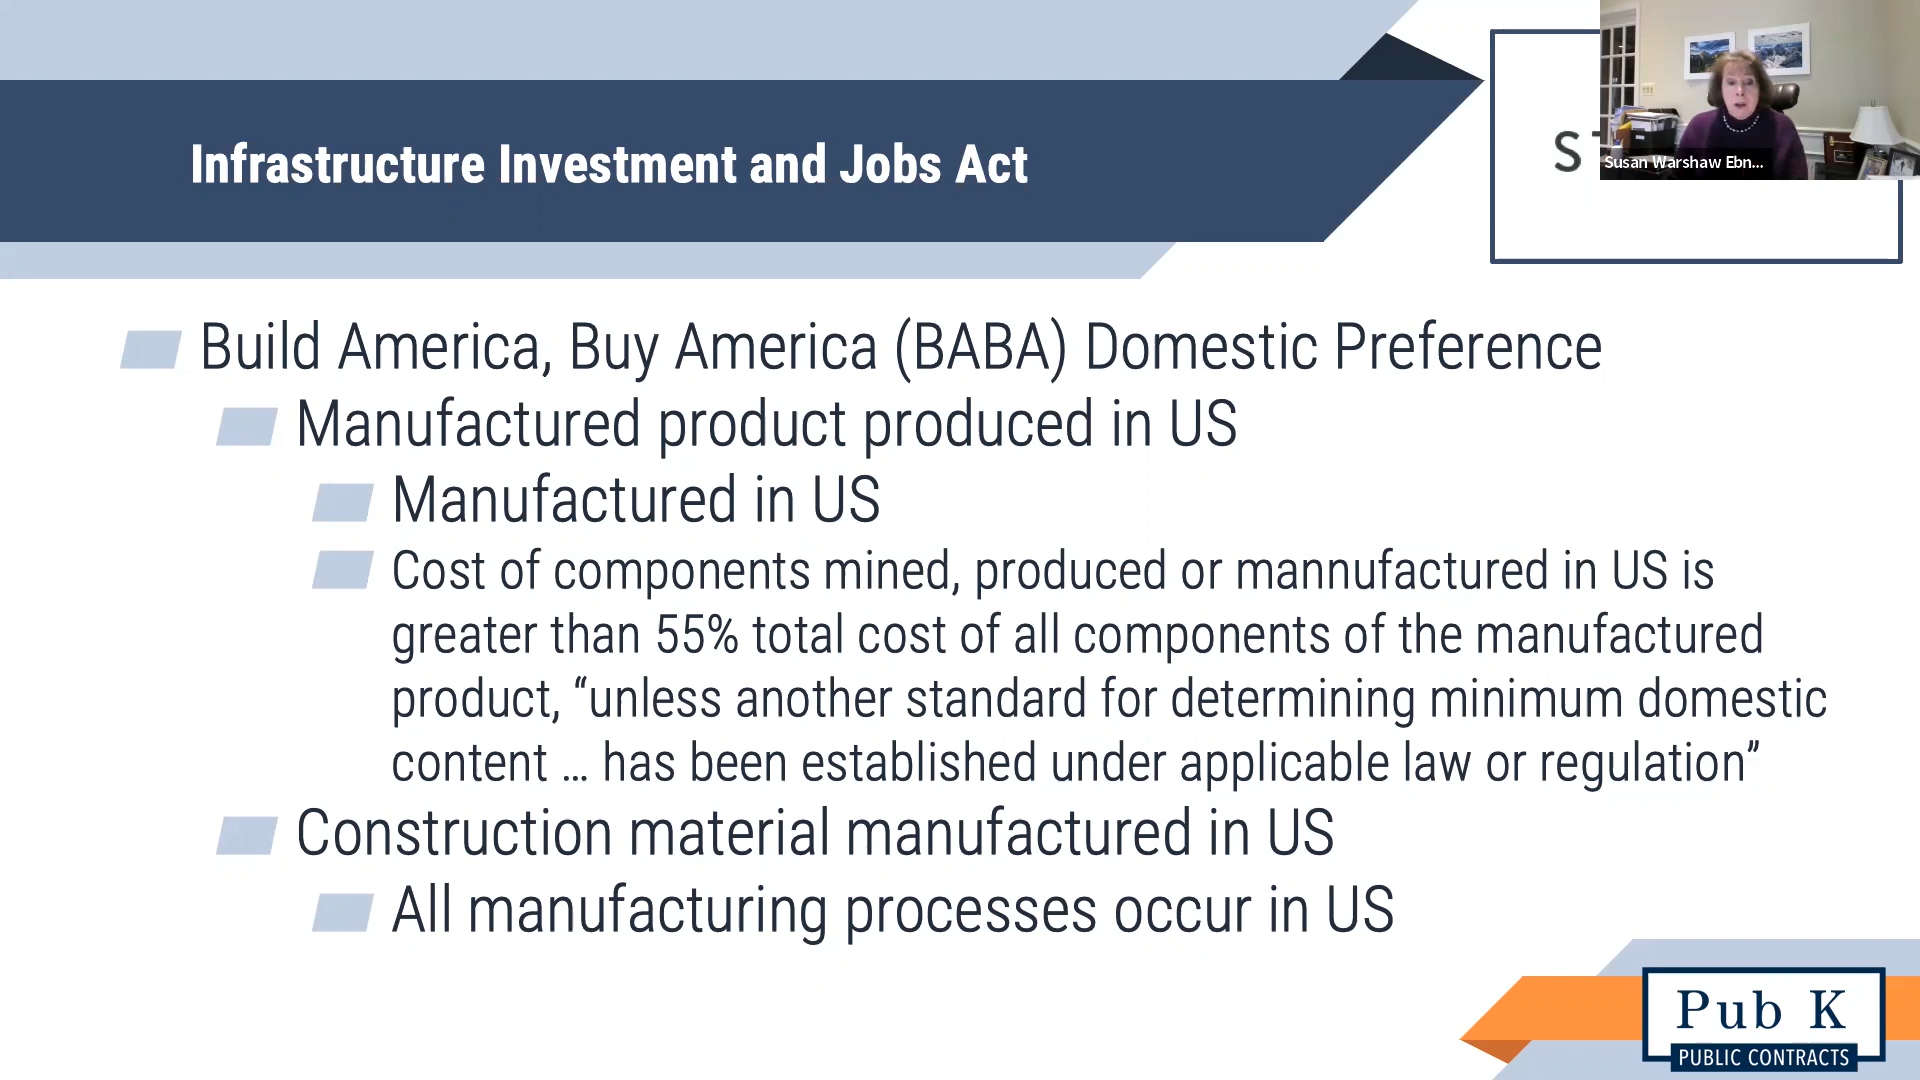 Infrastructure Investment and Jobs Act
S
Susan Warshaw Ebn...
Build America, Buy America (BABA) Domestic Preference
Manufactured product produced in US
Manufactured in US
Cost of components mined, produced or mannufactured in US is
greater than 55% total cost of all components of the manufactured
product, “unless another standard for determining minimum domestic
content … has been established under applicable law or regulation”
Construction material manufactured in US
All manufacturing processes occur in US
Pub K
PUBLIC CONTRACTS